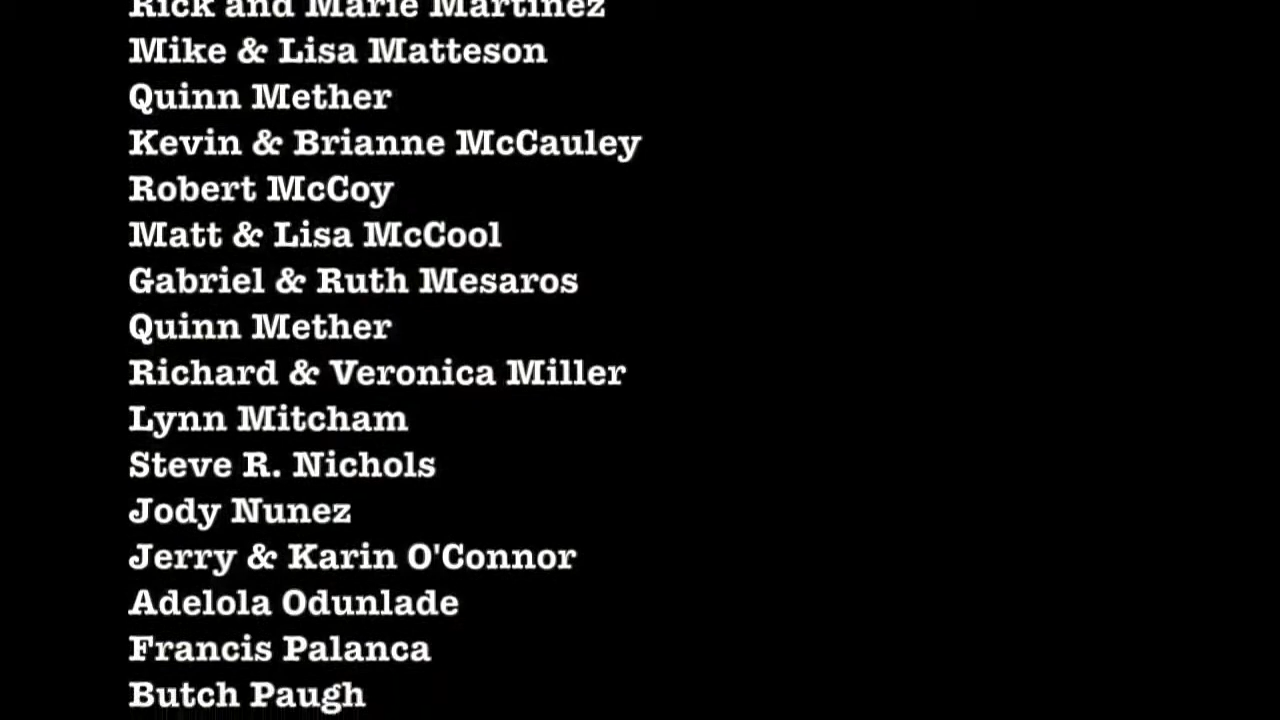 Rick and Marie Martinez
Mike & Lisa Matteson
Quinn Mether
Kevin & Brianne McCauley
Robert McCoy
Matt & Lisa McCool
Gabriel & Ruth Mesaros
Quinn Mether
Richard & Veronica Miller
Lynn Mitcham
Steve R. Nichols
Jody Nunez
Jerry & Karin O'Connor
Adelola Odunlade
Francis Palanca
Butch Paugh